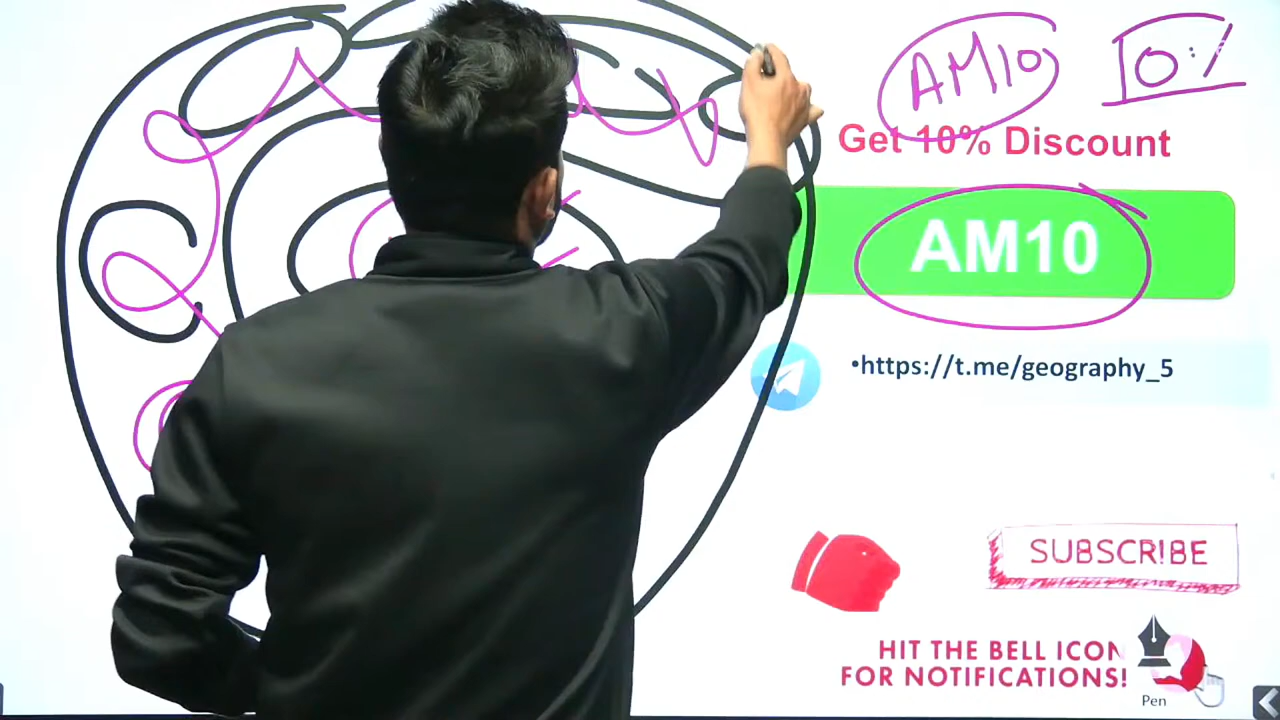 AM10 10%
Get 10% Discount
AM10
•https://t.me/geography_5
SUBSCRIBE
HIT THE BELL ICON
FOR NOTIFICATIONS!
Pen